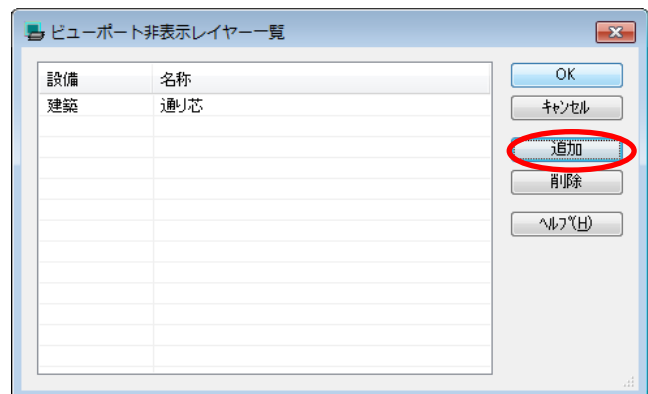 ビューポート非表示レイヤー一覧
設備 名称
建築 通り芯
OK
キャンセル
追加
削除
ヘルプ(H)